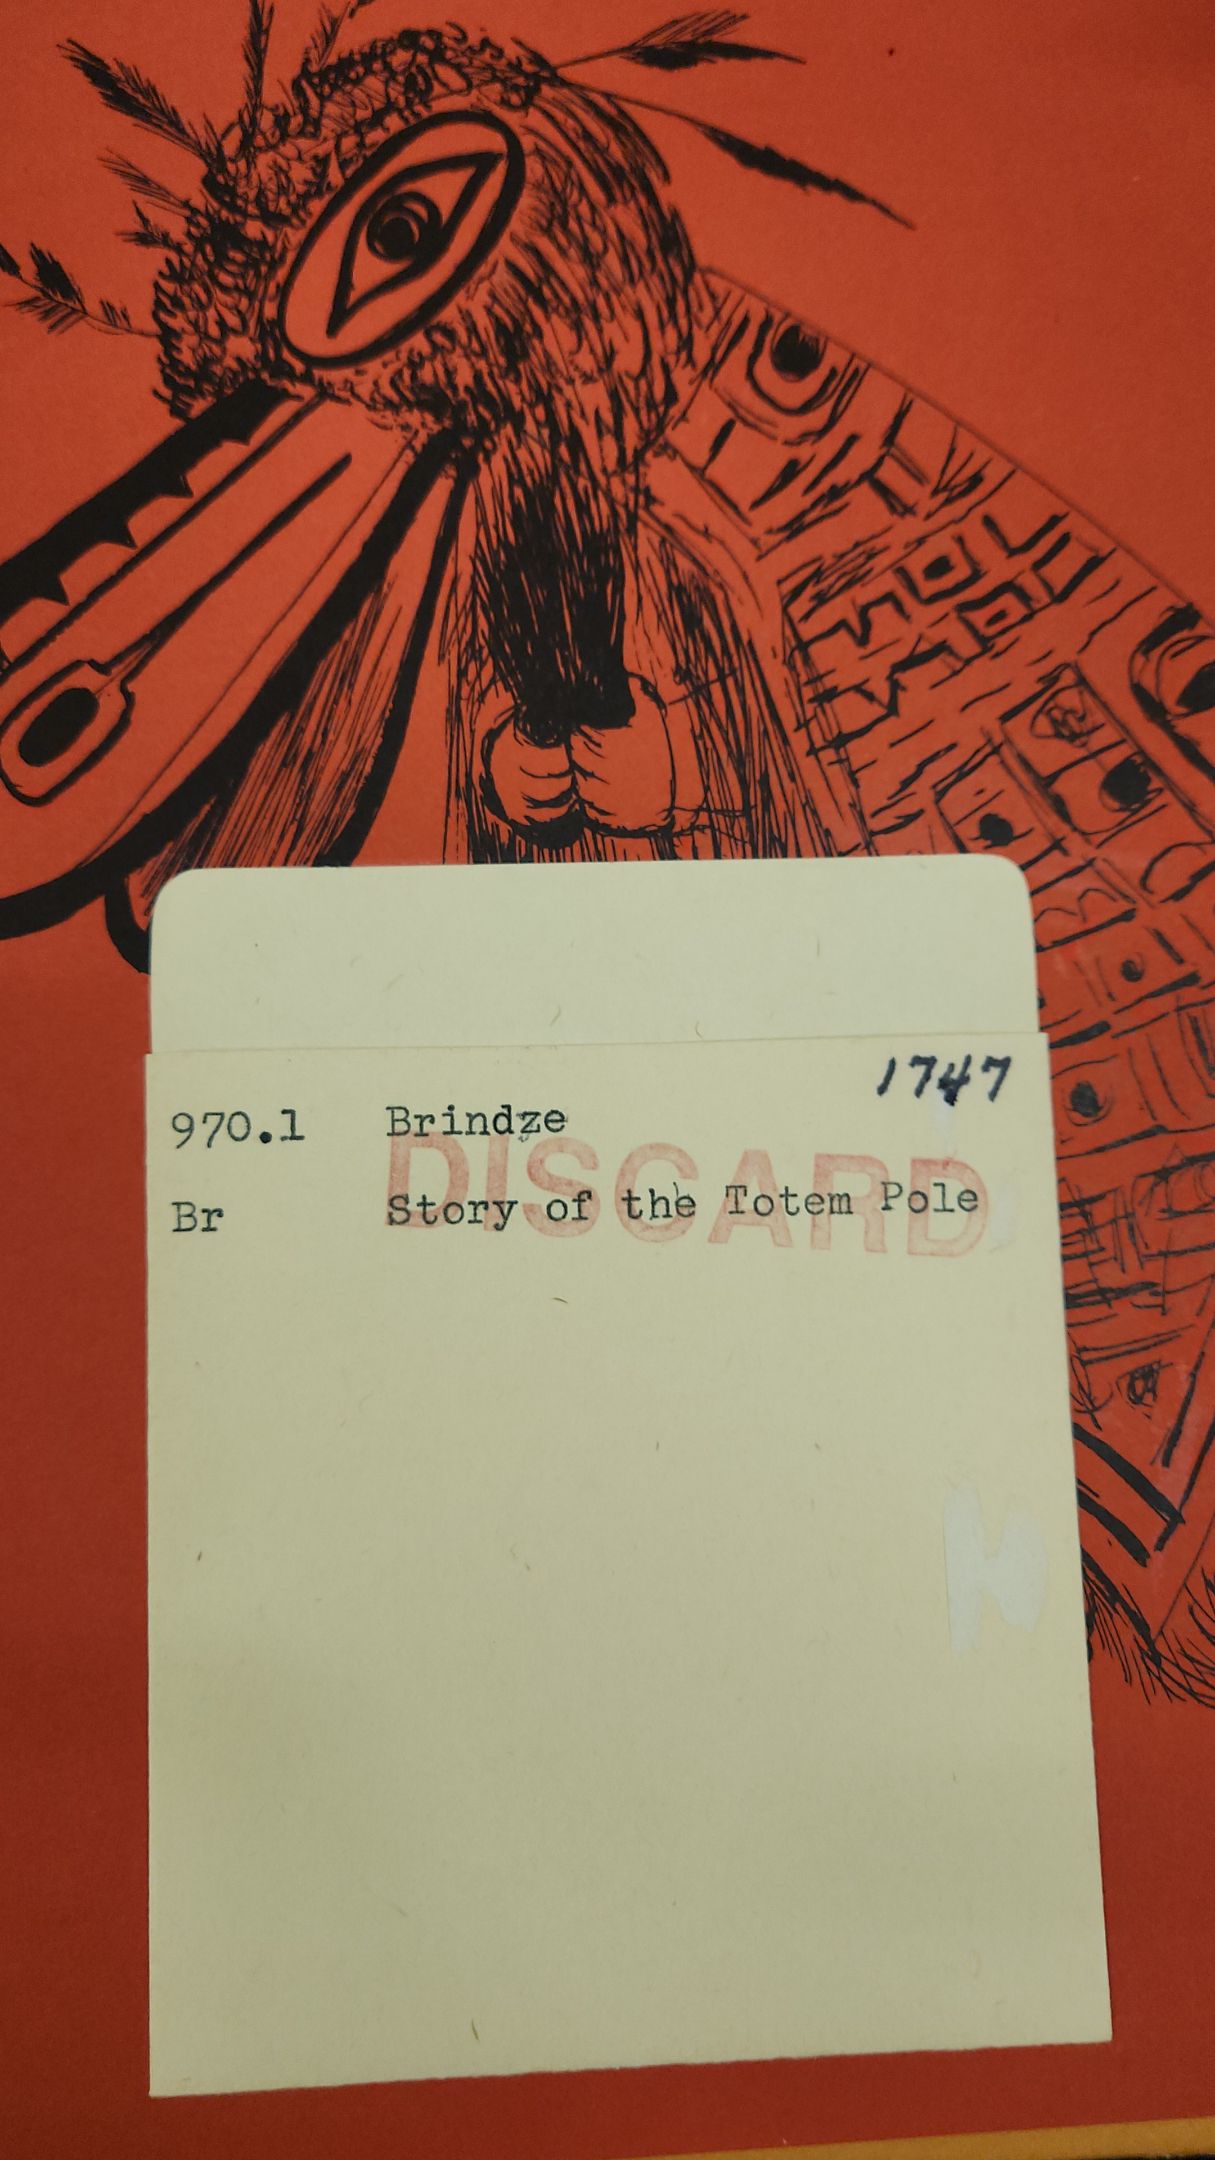 1747
970.1 Brindze
DISCARD
Br Story of the Totem Pole